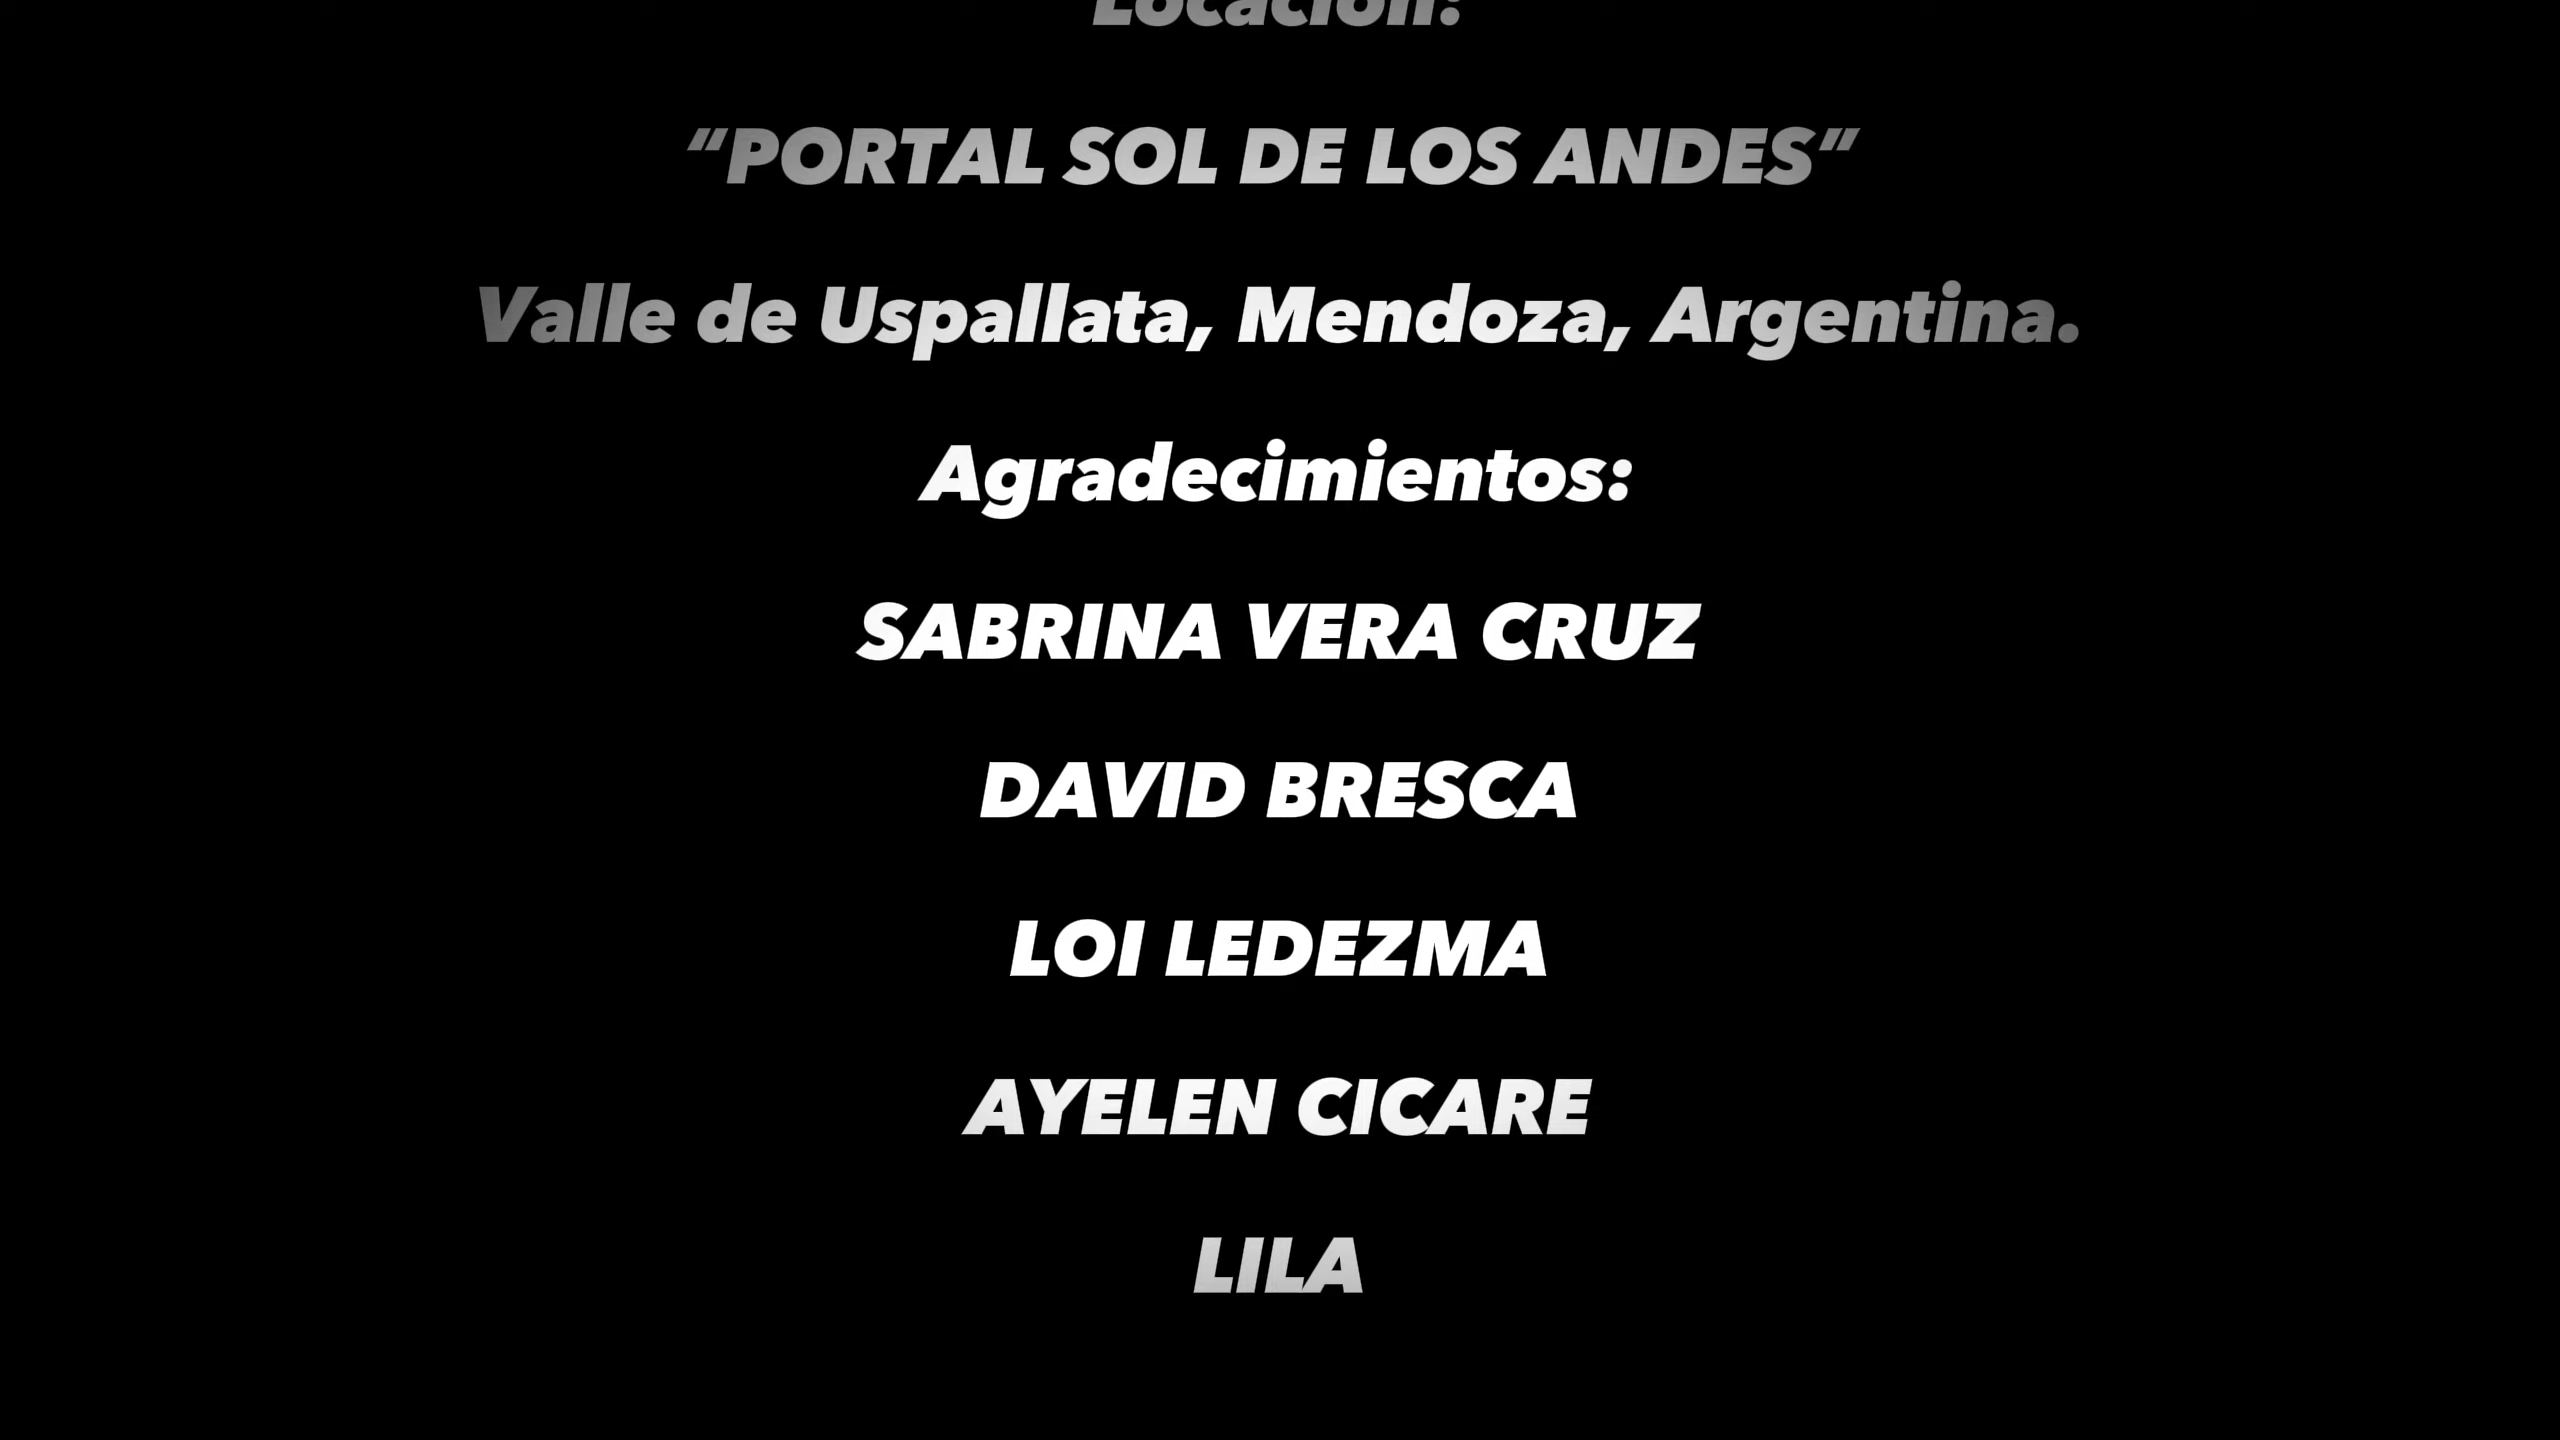 Locación:
“PORTAL SOL DE LOS ANDES”
Valle de Uspallata, Mendoza, Argentina.
Agradecimientos:
SABRINA VERA CRUZ
DAVID BRESCA
LOI LEDEZMA
AYELEN CICARE
LILA